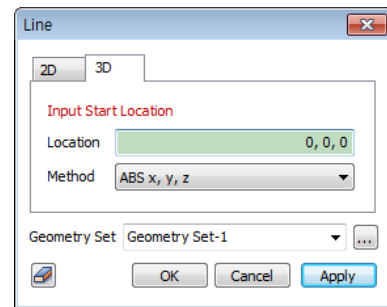 Line
2D 3D
Input Start Location
Location 0, 0, 0
Method ABS x, y, z
Geometry Set Geometry Set-1 ...
OK Cancel Apply